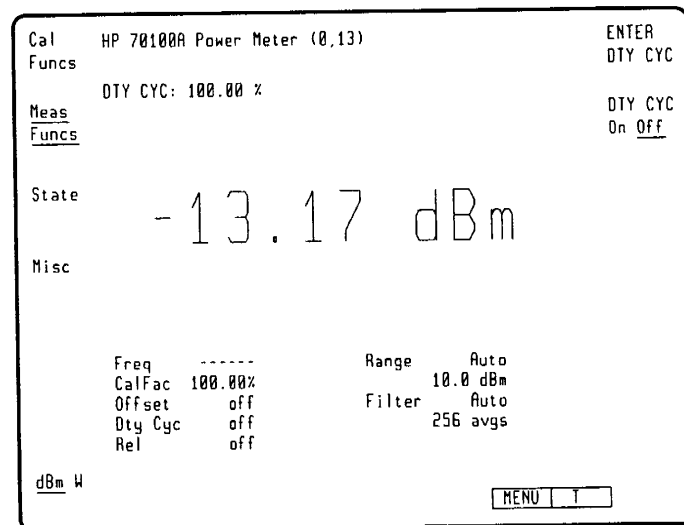 Cal Funcs
HP 70100A Power Meter (0,13)
ENTER DTY CYC
DTY CYC: 100.00 %
Meas Funcs
DTY CYC On Off
State
-13.17 dBm
Misc
Freq ------
Range Auto
CalFac 100.00%
10.0 dBm
Offset off
Filter Auto
Dty Cyc off
256 avgs
Rel off
dBm W
MENU T